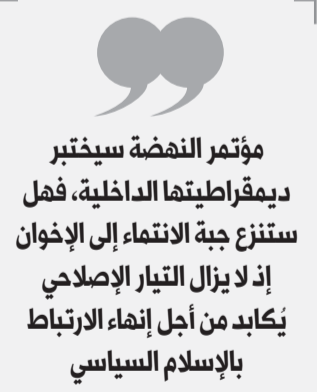 مؤتمر النهضة سيختبر
ديمقراطيتها الداخلية، فهل
ستنزع جبة الانتماء إلى الإخوان
إذ لا يزال التيار الإصلاحي
يُكابد من أجل إنهاء الارتباط
بالإسلام السياسي